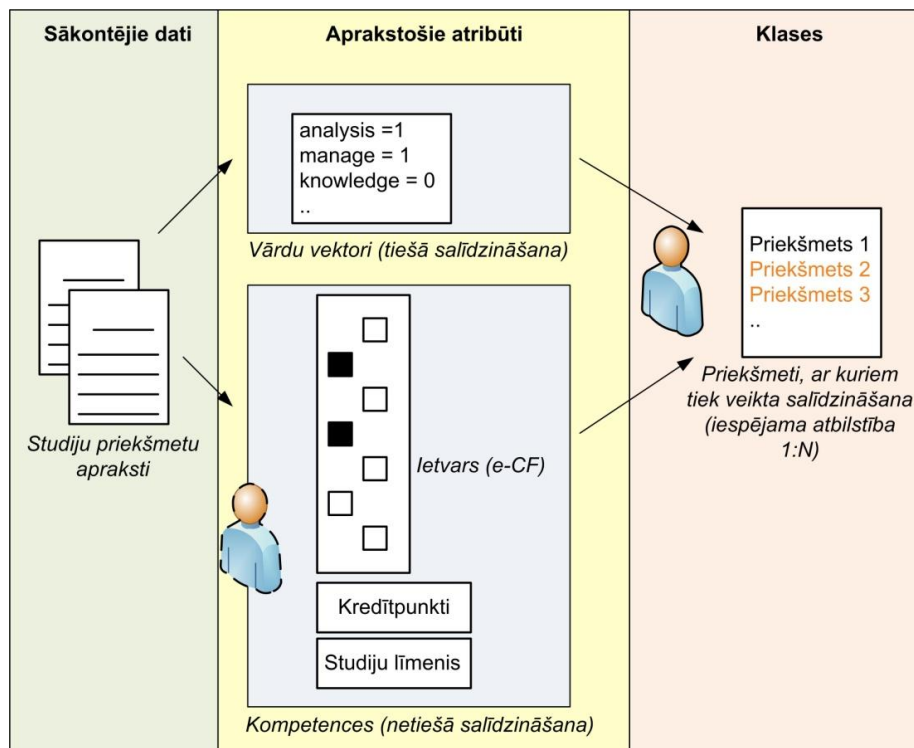 Sākontējie dati
Aprakstošie atribūti
Klases
analysis =1
manage = 1
knowledge = 0
..
Vārdu vektori (tiešā salīdzināšana)
Studiju priekšmetu
apraksti
Ietvars (e-CF)
Kredītpunkti
Studiju līmenis
Kompetences (netiešā salīdzināšana)
Priekšmets 1
Priekšmets 2
Priekšmets 3
..
Priekšmeti, ar kuriem
tiek veikta salīdzināšana
(iespējama atbilstība
1:N)